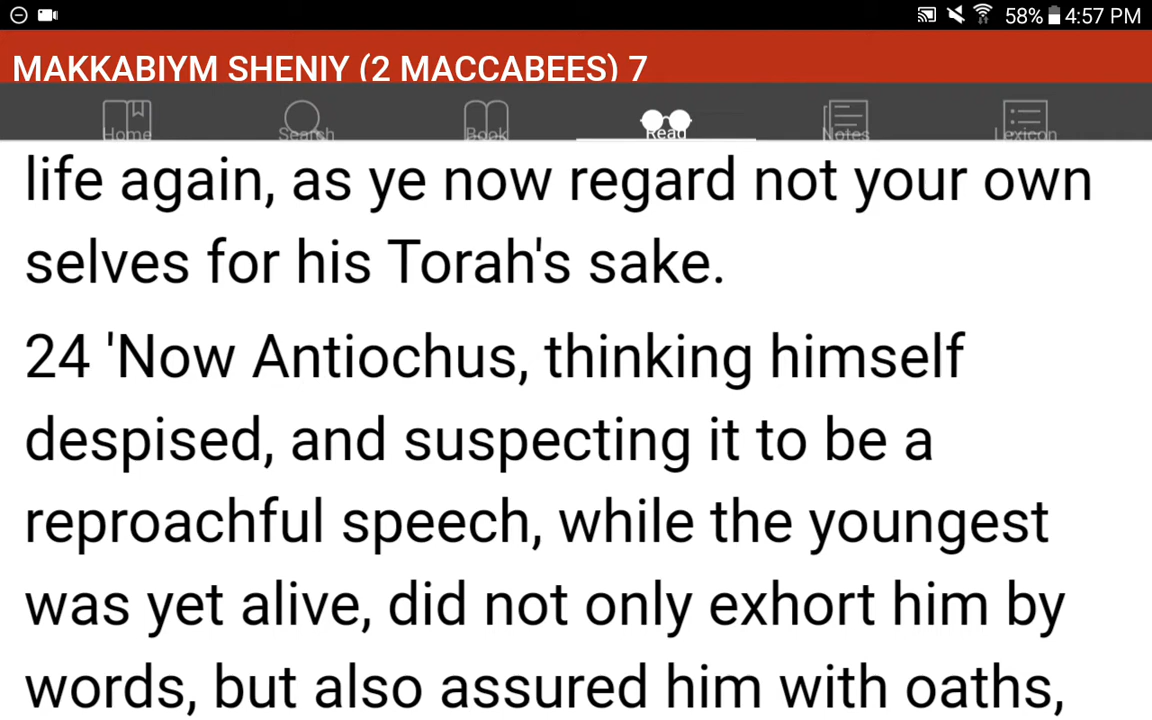 58% 4:57 PM
MAKKABIYM SHENIY (2 MACCABEES) 7
Home Search Book Read Notes Lexicon
life again, as ye now regard not your own
selves for his Torah's sake.
24 'Now Antiochus, thinking himself
despised, and suspecting it to be a
reproachful speech, while the youngest
was yet alive, did not only exhort him by
words, but also assured him with oaths,